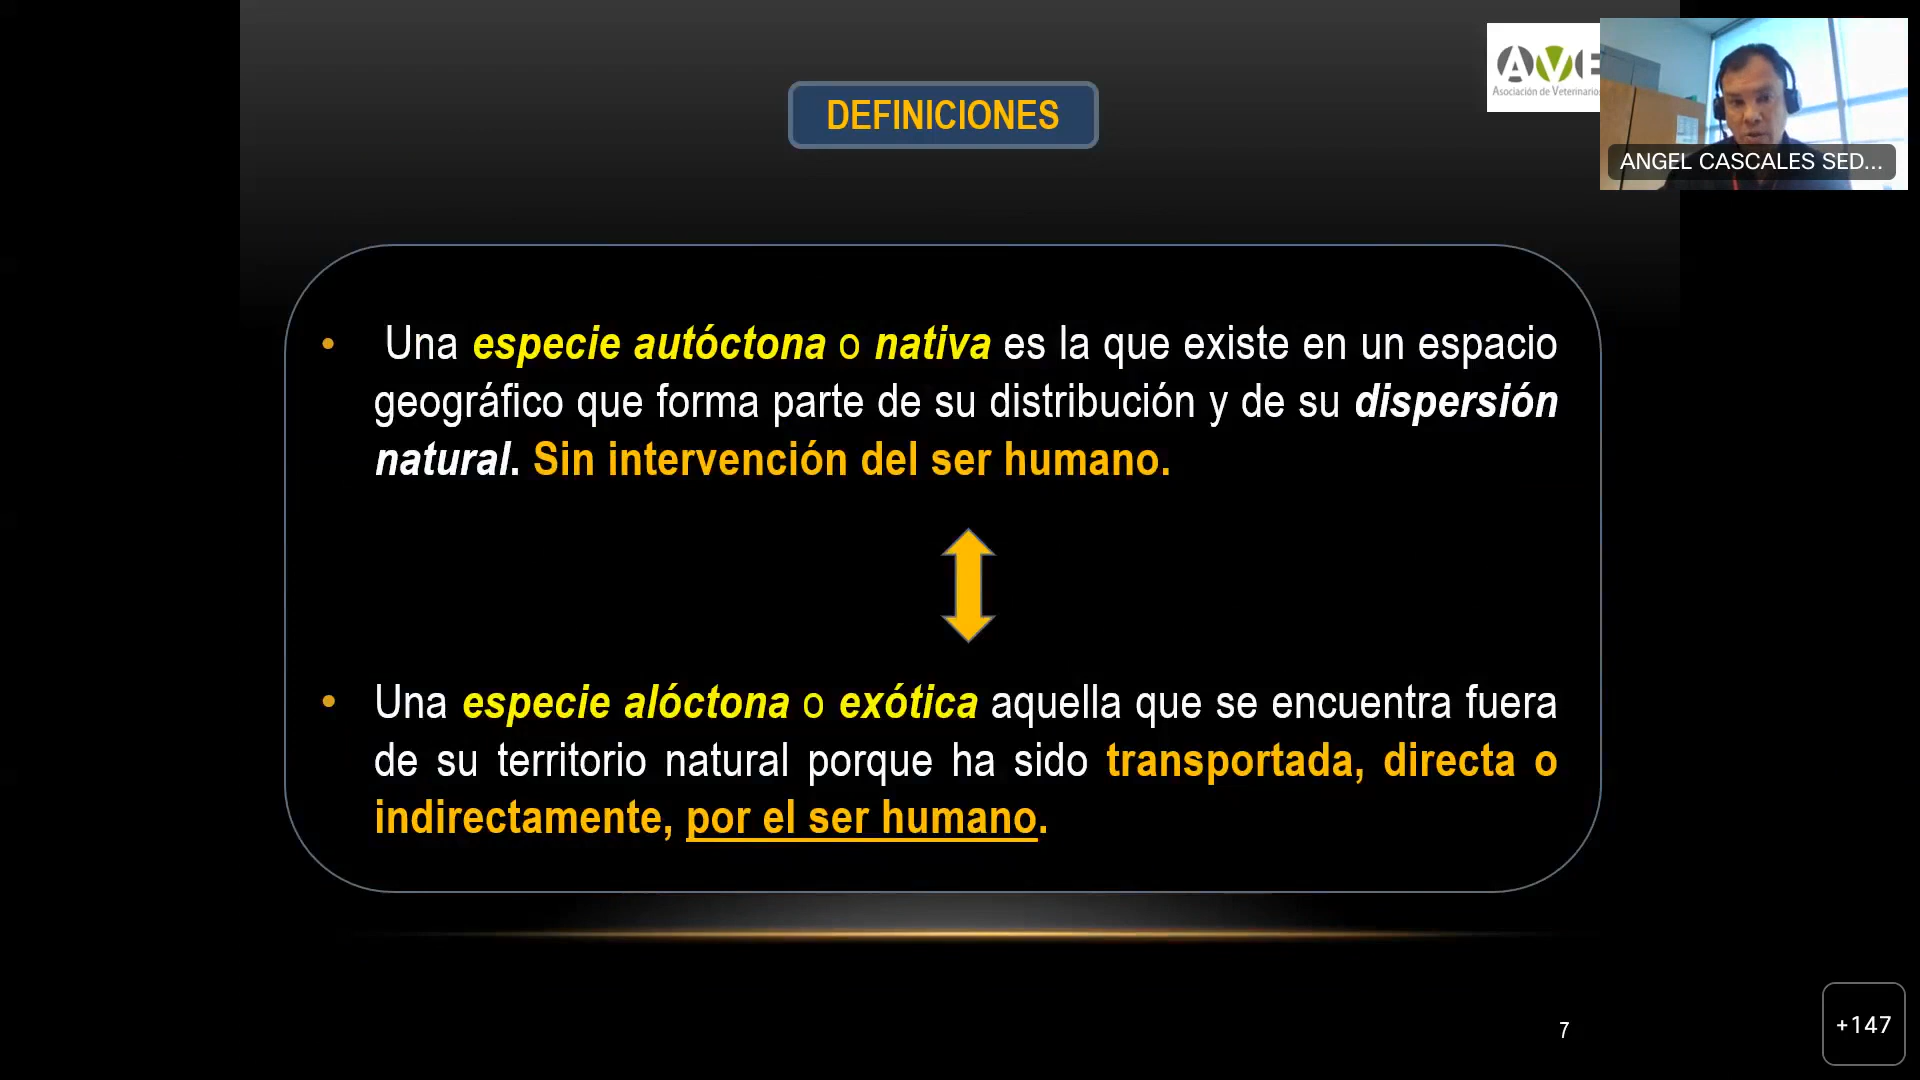 DEFINICIONES
AVE
Asociación de Veterinarios
ANGEL CASCALES SED...
• Una especie autóctona o nativa es la que existe en un espacio
geográfico que forma parte de su distribución y de su dispersión
natural. Sin intervención del ser humano.
• Una especie alóctona o exótica aquella que se encuentra fuera
de su territorio natural porque ha sido transportada, directa o
indirectamente, por el ser humano.
7
+147